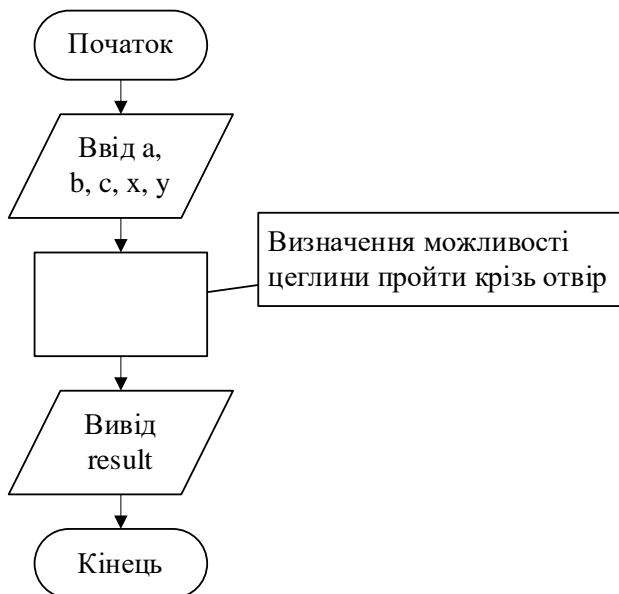 Початок
Ввід a,
b, c, x, y
Визначення можливості
цеглини пройти крізь отвір
Вивід
result
Кінець